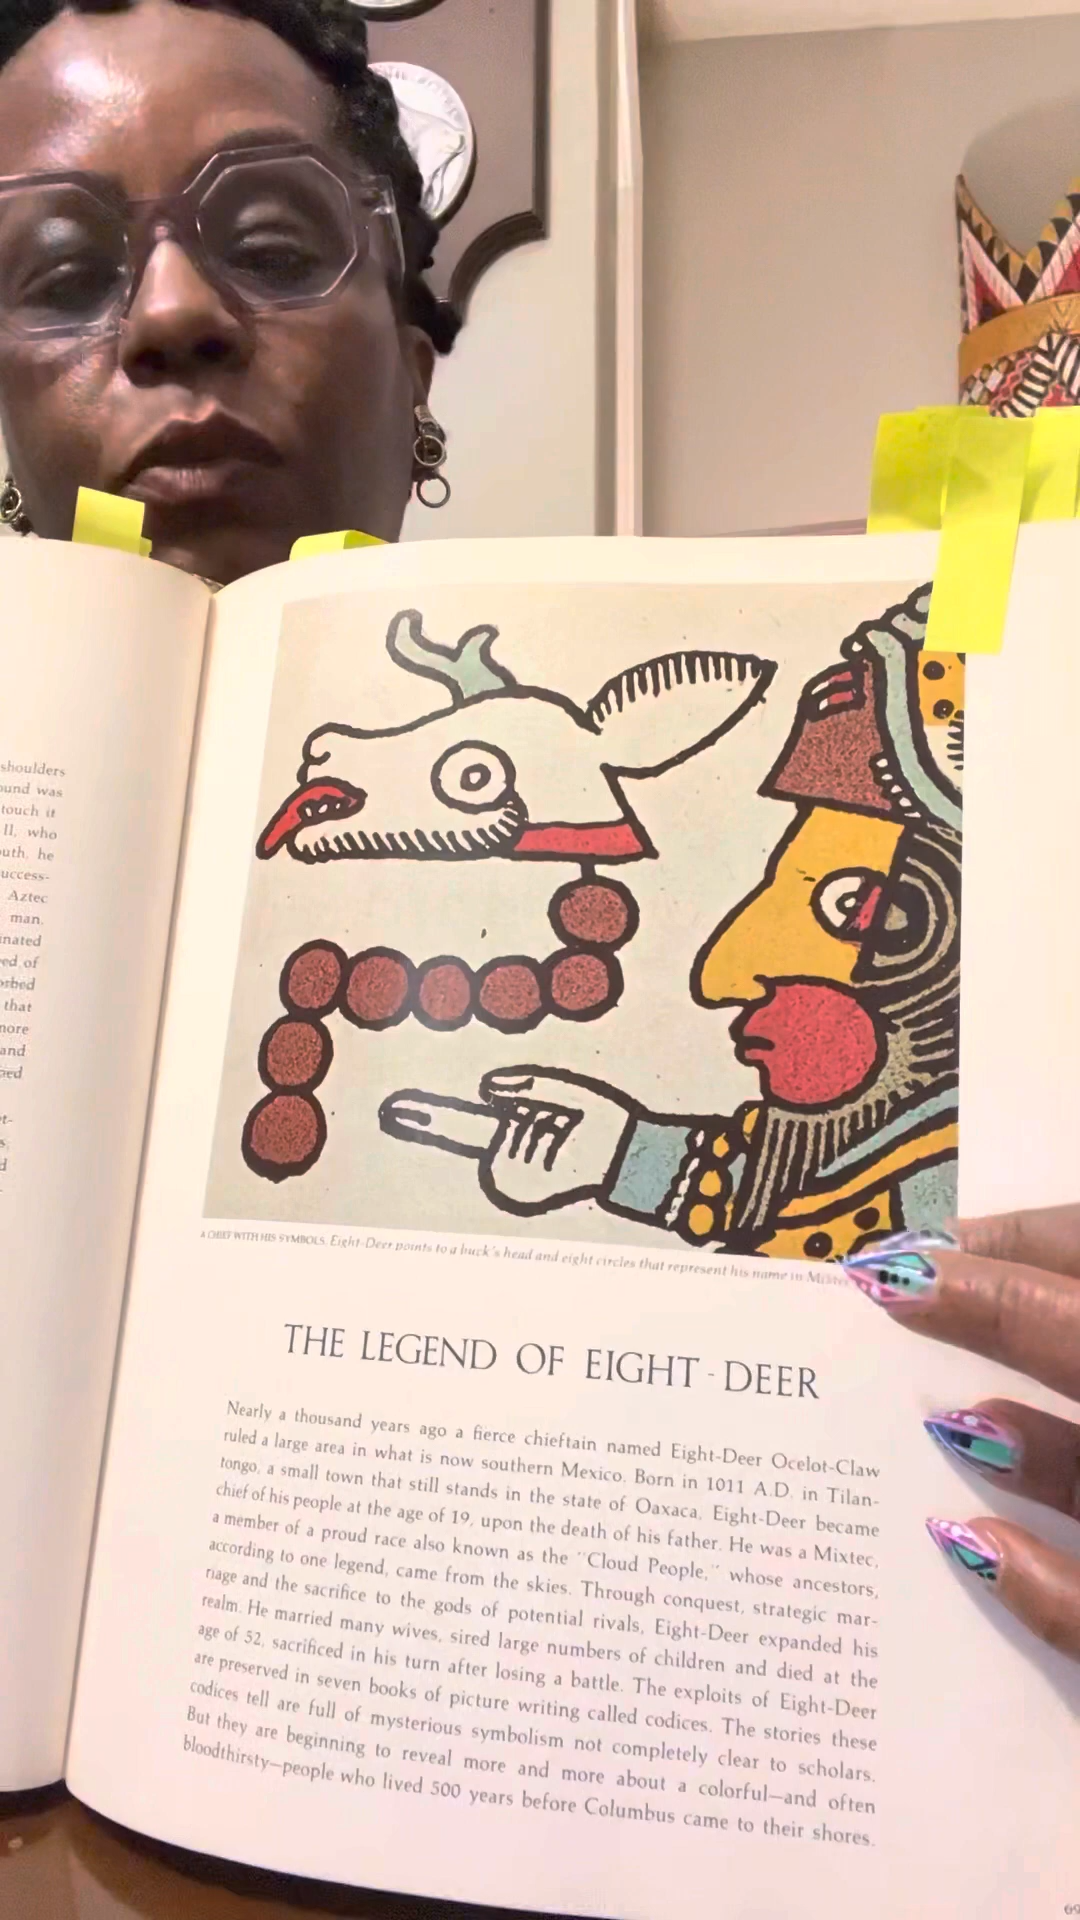 shoulders
was
touch it
II, who
he
Aztec
man.
of
that
and
A CHIEF WITH HIS SYMBOLS. Eight-Deer points to a buck's head and eight circles that represent his name in
THE LEGEND OF EIGHT-DEER
Nearly a thousand years ago a fierce chieftain named Eight-Deer Ocelot-Claw
ruled a large area in what is now southern Mexico. Born in 1011 A.D. in Tilan-
tongo, a small town that still stands in the state of Oaxaca, Eight-Deer became
chief of his people at the age of 19, upon the death of his father. He was a Mixtec,
a member of a proud race also known as the "Cloud People," whose ancestors,
according to one legend, came from the skies. Through conquest, strategic mar-
riage and the sacrifice to the gods of potential rivals, Eight-Deer expanded his
realm. He married many wives, sired large numbers of children and died at the
age of 52, sacrificed in his turn after losing a battle. The exploits of Eight-Deer
are preserved in seven books of picture writing called codices. The stories these
codices tell are full of mysterious symbolism not completely clear to scholars.
But they are beginning to reveal more and more about a colorful—and often
bloodthirsty—people who lived 500 years before Columbus came to their shores.
69